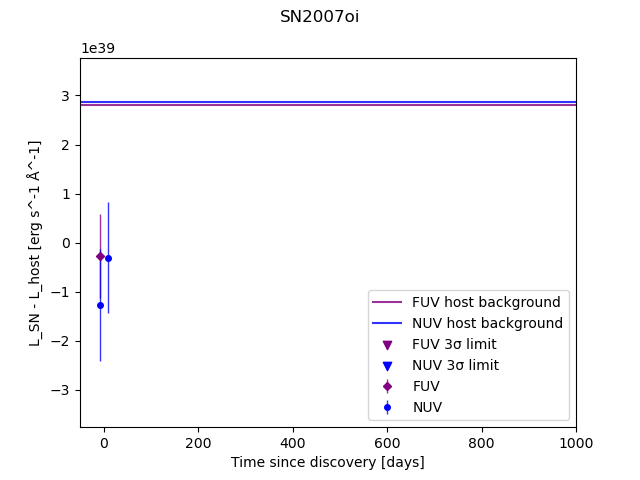 SN2007oi
1e39
L_SN - L_host [erg s^-1 Å^-1]
3
2
1
0
−1
−2
−3
FUV host background
NUV host background
FUV 3σ limit
NUV 3σ limit
FUV
NUV
0 200 400 600 800 1000
Time since discovery [days]